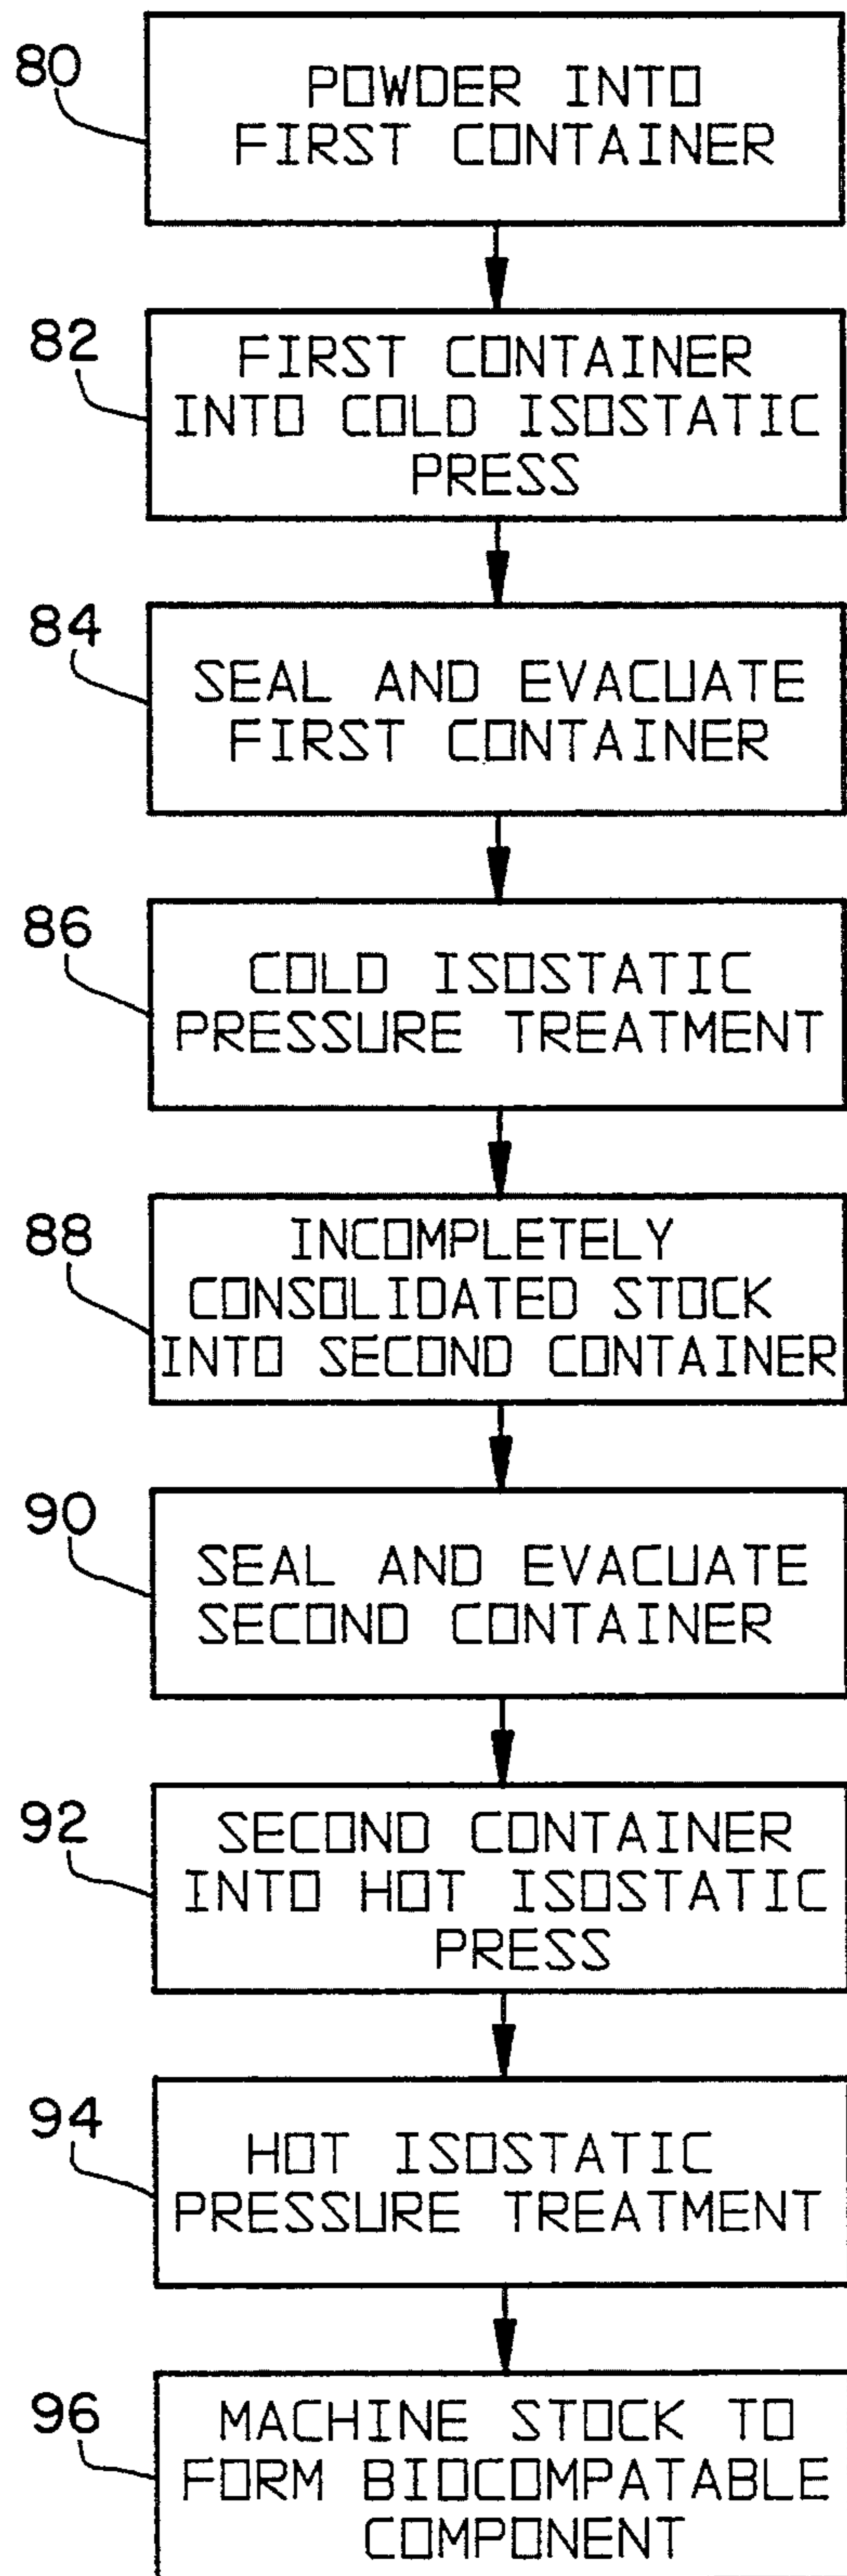 80
POWDER INTO
FIRST CONTAINER
82
FIRST CONTAINER
INTO COLD ISOSTATIC
PRESS
84
SEAL AND EVACUATE
FIRST CONTAINER
86
COLD ISOSTATIC
PRESSURE TREATMENT
88
INCOMPLETELY
CONSOLIDATED STOCK
INTO SECOND CONTAINER
90
SEAL AND EVACUATE
SECOND CONTAINER
92
SECOND CONTAINER
INTO HOT ISOSTATIC
PRESS
94
HOT ISOSTATIC
PRESSURE TREATMENT
96
MACHINE STOCK TO
FORM BIOCOMPATABLE
COMPONENT